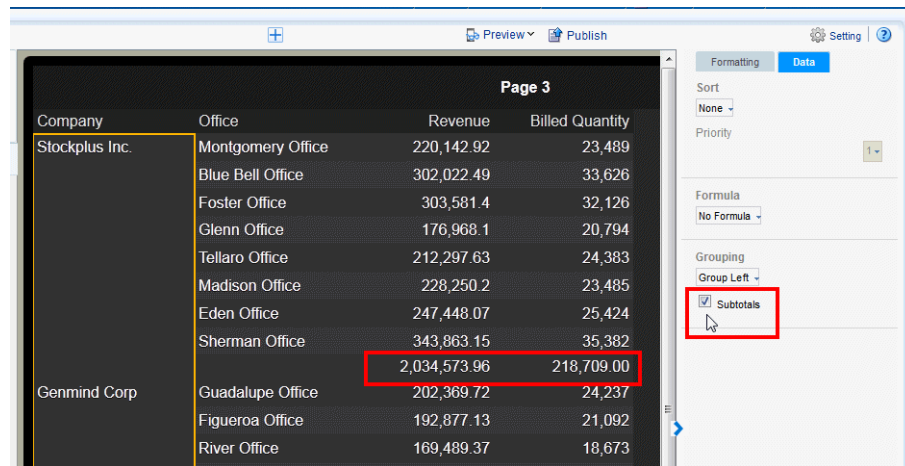 Preview Publish Setting ?
Formatting Data
Page 3
Sort
None
Priority
1
Company Office Revenue Billed Quantity
Stockplus Inc. Montgomery Office 220,142.92 23,489
Blue Bell Office 302,022.49 33,626
Foster Office 303,581.4 32,126
Glenn Office 176,968.1 20,794
Tellaro Office 212,297.63 24,383
Madison Office 228,250.2 23,485
Eden Office 247,448.07 25,424
Sherman Office 343,863.15 35,382
2,034,573.96 218,709.00
Genmind Corp Guadalupe Office 202,369.72 24,237
Figueroa Office 192,877.13 21,092
River Office 169,489.37 18,673
Formula
No Formula
Grouping
Group Left
Subtotals